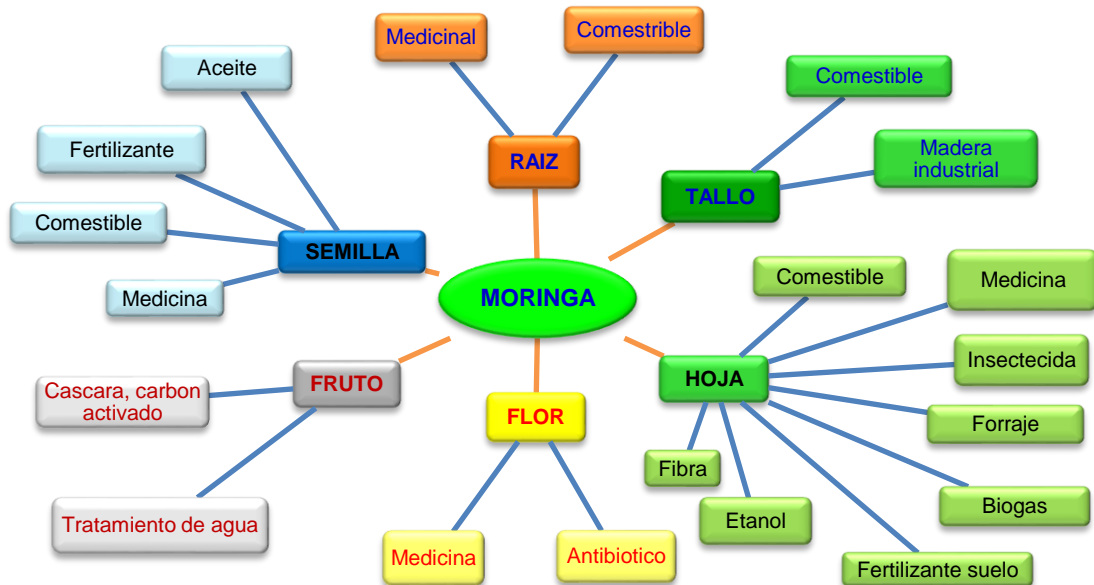 Medicinal
Comestrible
Aceite
Comestible
Fertilizante
RAIZ
Madera
industrial
TALLO
Comestible
SEMILLA
Medicina
MORINGA
Comestible
Medicina
Insectecida
HOJA
FRUTO
Cascara, carbon
activado
FLOR
Forraje
Fibra
Biogas
Etanol
Tratamiento de agua
Medicina
Antibiotico
Fertilizante suelo